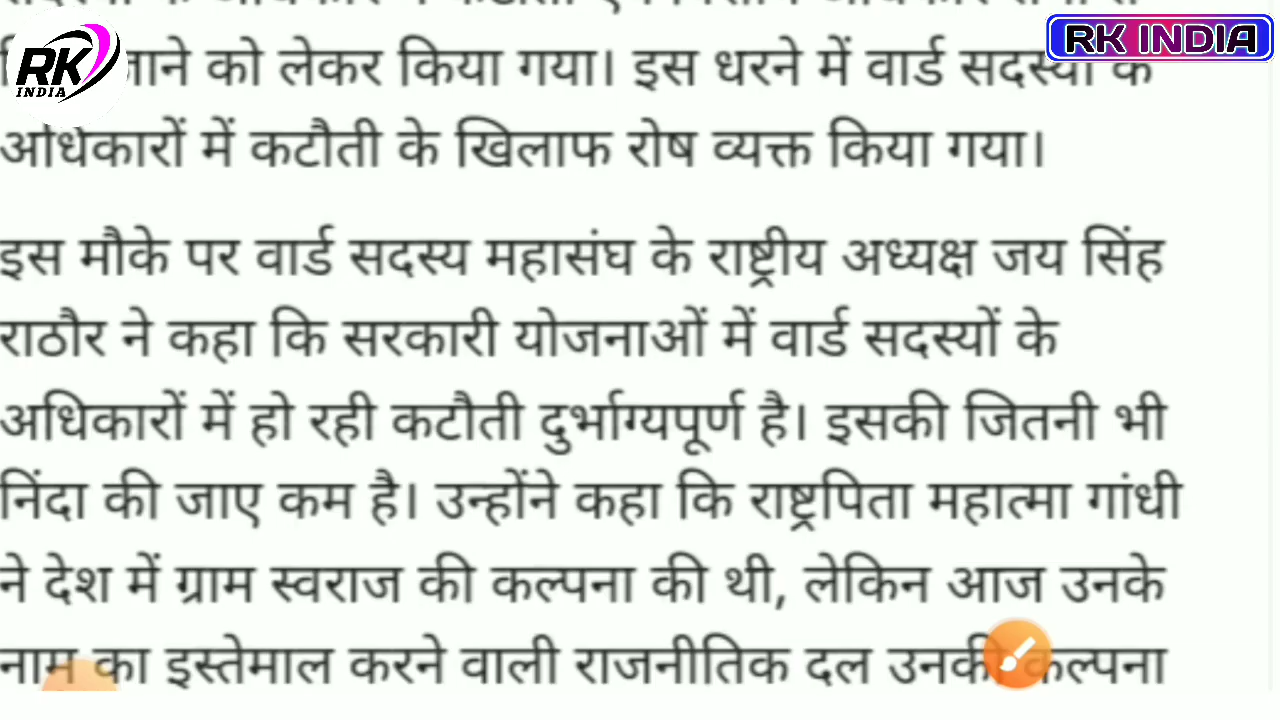 RK INDIA
RK INDIA
को लेकर किया गया। इस धरने में वार्ड सदस्यों के
अधिकारों में कटौती के खिलाफ रोष व्यक्त किया गया।
इस मौके पर वार्ड सदस्य महासंघ के राष्ट्रीय अध्यक्ष जय सिंह
राठौर ने कहा कि सरकारी योजनाओं में वार्ड सदस्यों के
अधिकारों में हो रही कटौती दुर्भाग्यपूर्ण है। इसकी जितनी भी
निंदा की जाए कम है। उन्होंने कहा कि राष्ट्रपिता महात्मा गांधी
ने देश में ग्राम स्वराज की कल्पना की थी, लेकिन आज उनके
नाम का इस्तेमाल करने वाली राजनीतिक दल उनकी कल्पना